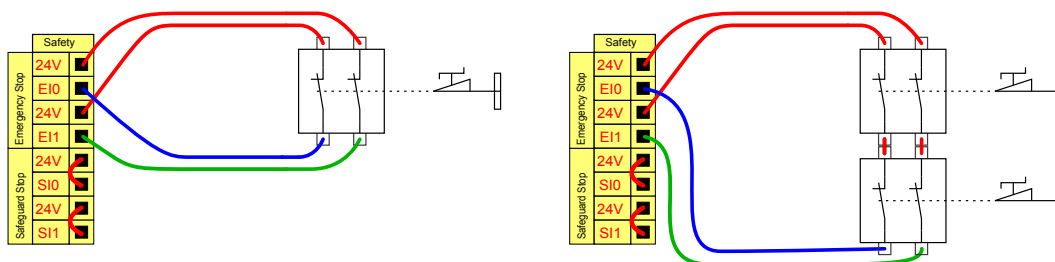 Safety
Emergency Stop
24V
EI0
24V
EI1
Safeguard Stop
24V
SI0
24V
SI1
Safety
Emergency Stop
24V
EI0
24V
EI1
Safeguard Stop
24V
SI0
24V
SI1